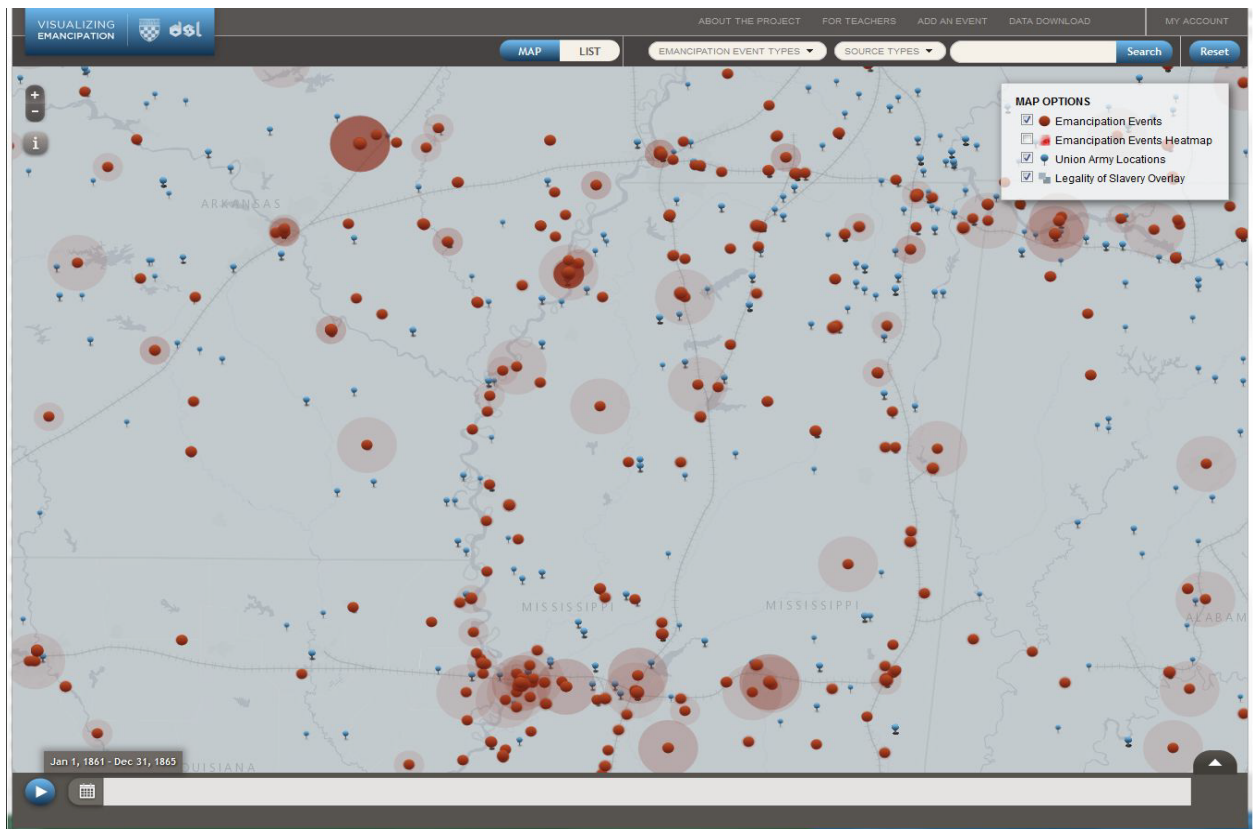 VISUALIZING
EMANCIPATION
dsl
ABOUT THE PROJECT FOR TEACHERS ADD AN EVENT DATA DOWNLOAD MY ACCOUNT
MAP LIST EMANCIPATION EVENT TYPES SOURCE TYPES Search Reset
+
-
i
MAP OPTIONS
Emancipation Events
Emancipation Events Heatmap
Union Army Locations
Legality of Slavery Overlay
ARKANSAS
MISSISSIPPI
MISSISSIPPI
ALABAM
Jan 1, 1861 - Dec 31, 1865
OUISIANA